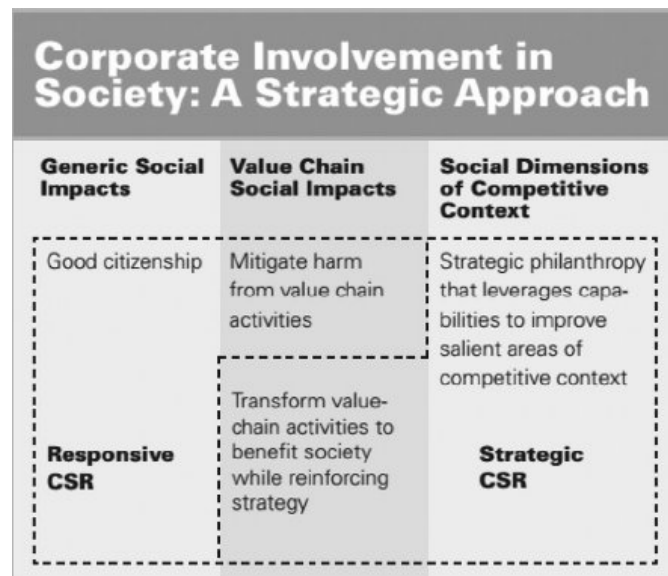 Corporate Involvement in
Society: A Strategic Approach
Generic Social
Impacts
Value Chain
Social Impacts
Social Dimensions
of Competitive
Context
Good citizenship
Mitigate harm
from value chain
activities
Strategic philanthropy
that leverages capa-
bilities to improve
salient areas of
competitive context
Transform value-
chain activities to
benefit society
while reinforcing
strategy
Responsive
CSR
Strategic
CSR